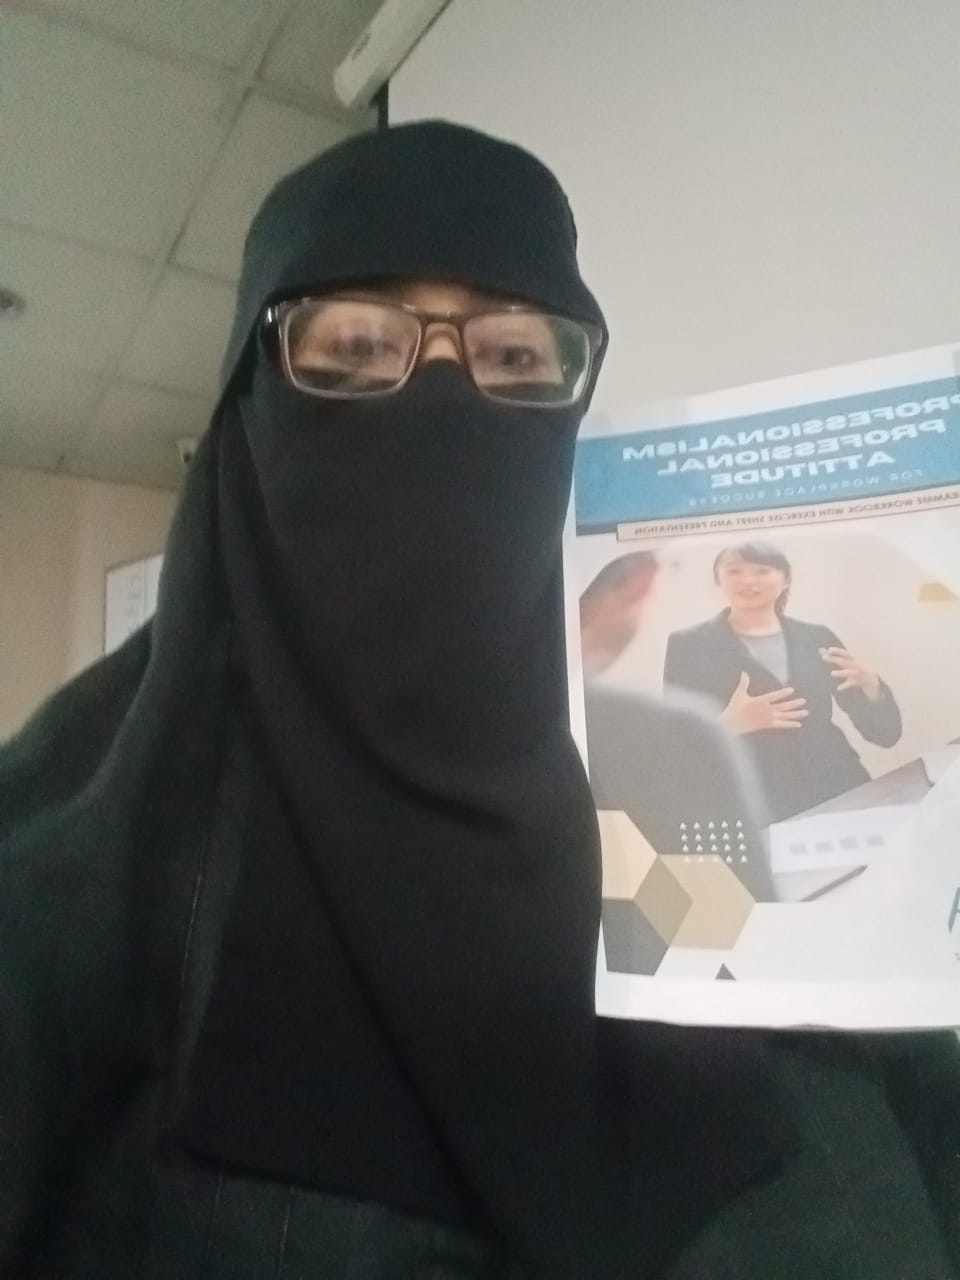 PROFESSIONALISM
PROFESSIONAL
ATTITUDE
FOR WORKPLACE SUCCESS
WORKBOOK WITH EXERCISE SHEET AND PRESENTATION